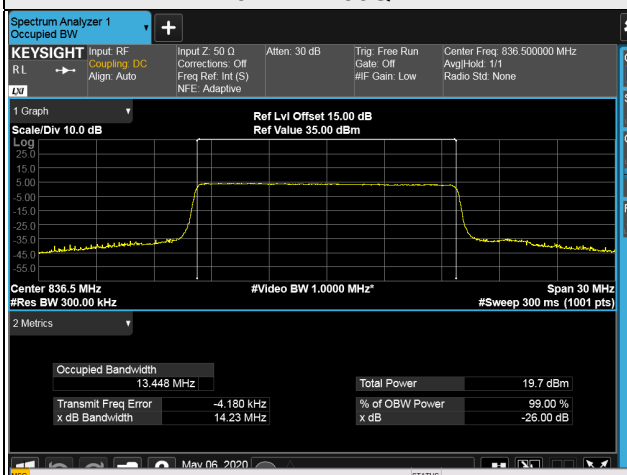 Spectrum Analyzer 1
Occupied BW
KEYSIGHT Input: RF Input Z: 50 Ω Atten: 30 dB Trig: Free Run Center Freq: 836.500000 MHz
RL Coupling: DC Corrections: Off Gate: Off Avg|Hold: 1/1
Align: Auto Freq Ref: Int (S) #IF Gain: Low Radio Std: None
LXI NFE: Adaptive
1 Graph
Ref Lvl Offset 15.00 dB
Scale/Div 10.0 dB Ref Value 35.00 dBm
Log
25.0
15.0
5.00
-5.00
-15.0
-25.0
-35.0
-45.0
-55.0
Center 836.5 MHz #Video BW 1.0000 MHz* Span 30 MHz
#Res BW 300.00 kHz #Sweep 300 ms (1001 pts)
2 Metrics
Occupied Bandwidth
13.448 MHz Total Power 19.7 dBm
Transmit Freq Error -4.180 kHz % of OBW Power 99.00 %
x dB Bandwidth 14.23 MHz x dB -26.00 dB
May 06, 2020
MSG STATUS